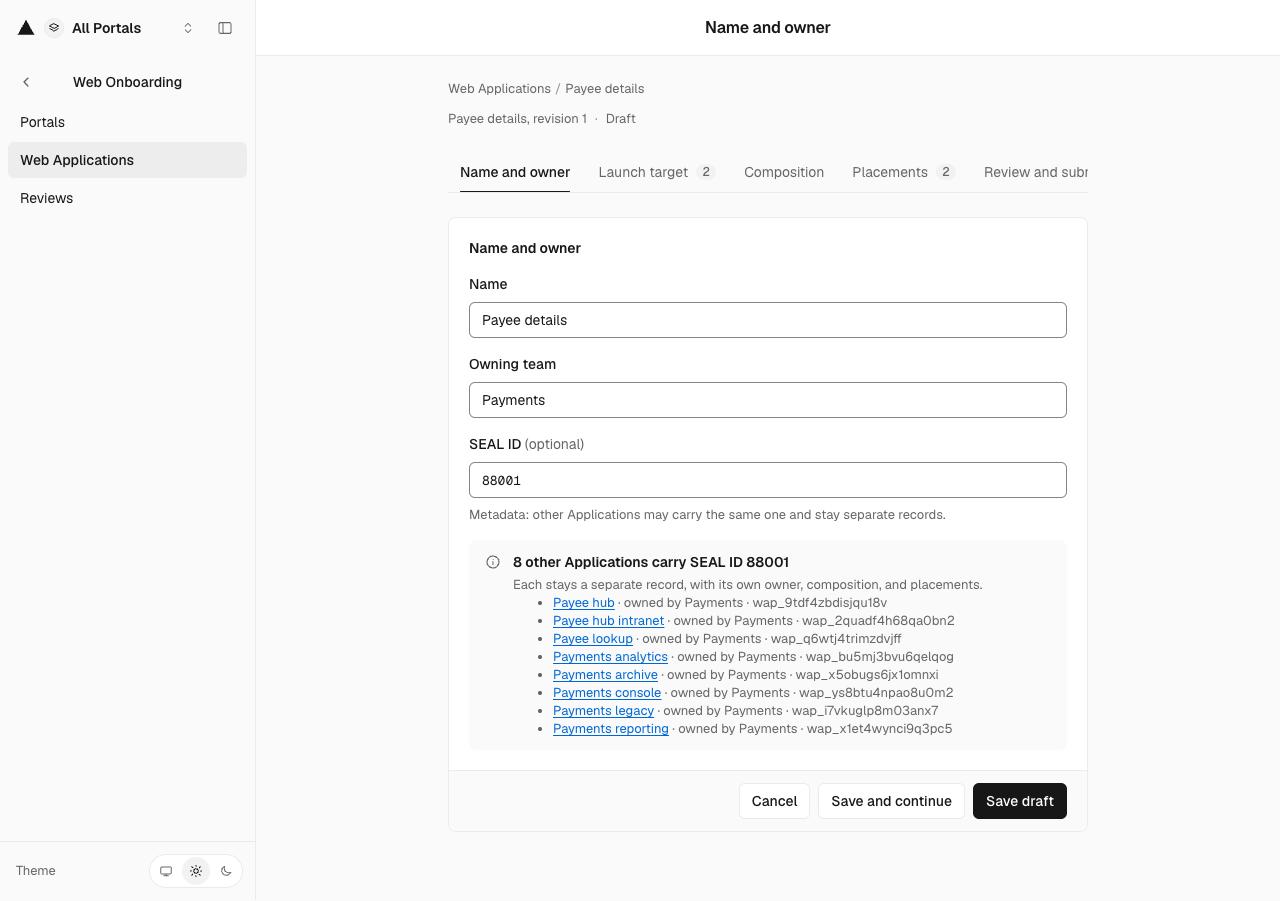 All Portals
Name and owner
Web Onboarding
Portals
Web Applications
Reviews
Web Applications / Payee details
Payee details, revision 1 · Draft
Name and owner Launch target 2 Composition Placements 2 Review and subr
Name and owner
Name
Payee details
Owning team
Payments
SEAL ID (optional)
88001
Metadata: other Applications may carry the same one and stay separate records.
8 other Applications carry SEAL ID 88001
Each stays a separate record, with its own owner, composition, and placements.
• Payee hub · owned by Payments · wap_9tdf4zbdisjqu18v
• Payee hub intranet · owned by Payments · wap_2quadf4h68qa0bn2
• Payee lookup · owned by Payments · wap_q6wtj4trimzdvjff
• Payments analytics · owned by Payments · wap_bu5mj3bvu6qelqog
• Payments archive · owned by Payments · wap_x5obugs6jx1omnxi
• Payments console · owned by Payments · wap_ys8btu4npao8u0m2
• Payments legacy · owned by Payments · wap_i7vkuglp8m03anx7
• Payments reporting · owned by Payments · wap_x1et4wynci9q3pc5
Cancel Save and continue Save draft
Theme